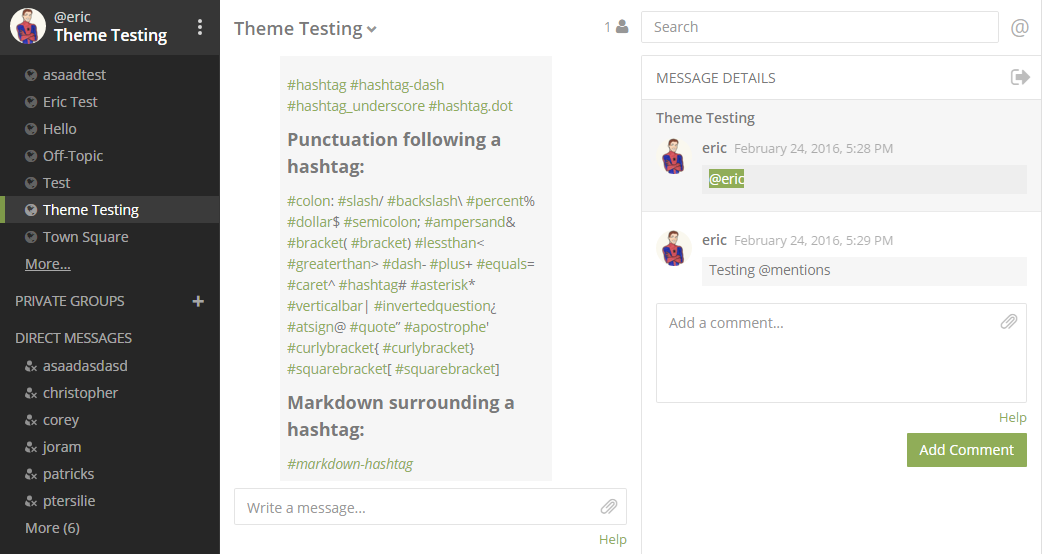 @eric
Theme Testing
asaadtest
Eric Test
Hello
Off-Topic
Test
Theme Testing
Town Square
More...
PRIVATE GROUPS +
DIRECT MESSAGES
asaadasdasd
christopher
corey
joram
patricks
ptersilie
More (6)
Theme Testing
1
#hashtag #hashtag-dash
#hashtag_underscore #hashtag.dot
Punctuation following a
hashtag:
#colon: #slash/ #backslash\ #percent%
#dollar$ #semicolon; #ampersand&
#bracket( #bracket) #lessthan<
#greaterthan> #dash- #plus+ #equals=
#caret^ #hashtag# #asterisk*
#verticalbar| #invertedquestion¿
#atsign@ #quote” #apostrophe'
#curlybracket{ #curlybracket}
#squarebracket[ #squarebracket]
Markdown surrounding a
hashtag:
#markdown-hashtag
Write a message...
Help
Search
@
MESSAGE DETAILS
Theme Testing
eric February 24, 2016, 5:28 PM
@eric
eric February 24, 2016, 5:29 PM
Testing @mentions
Add a comment...
Help
Add Comment